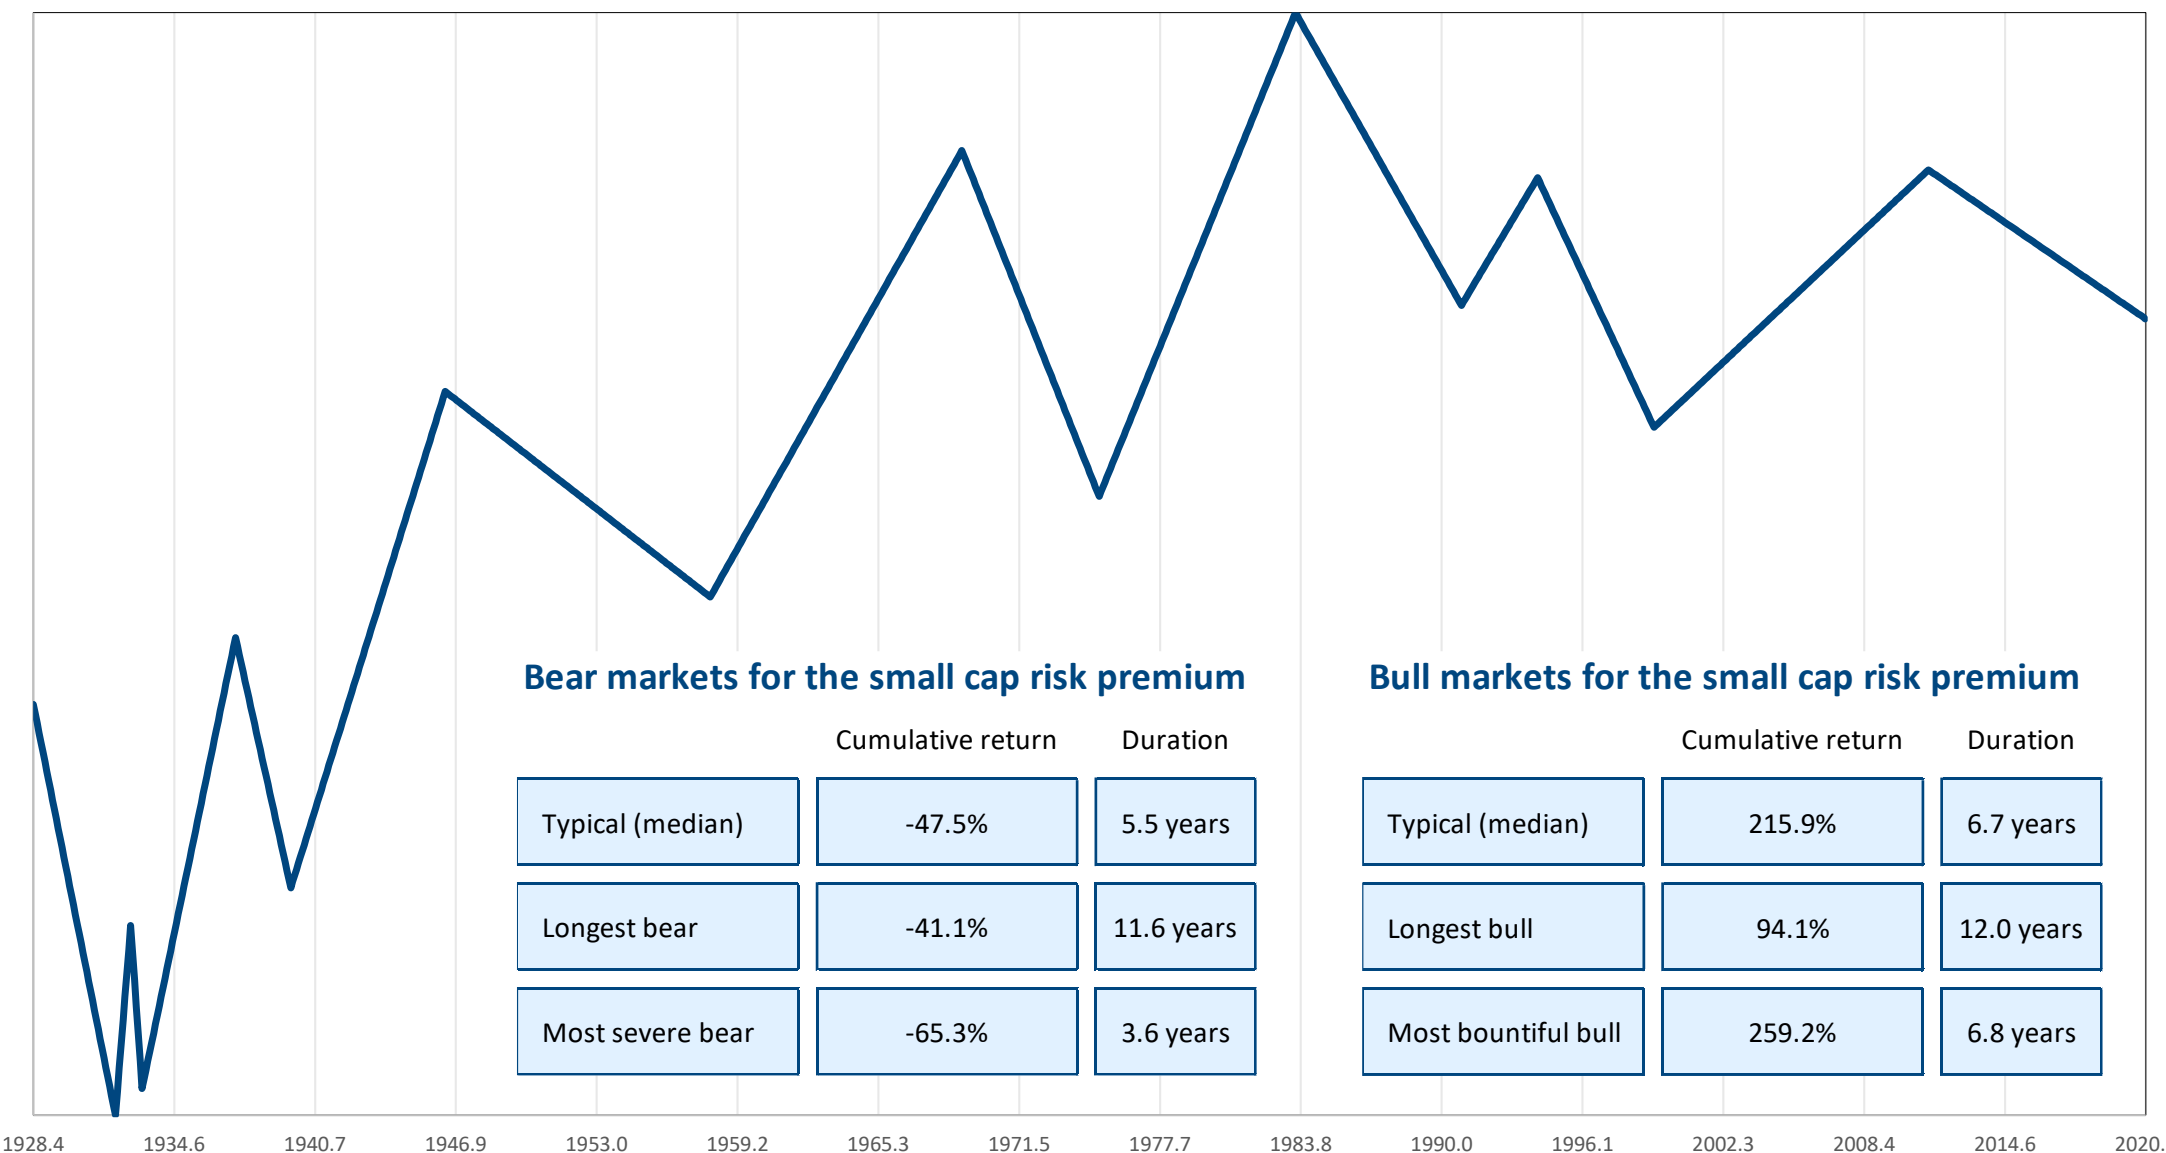 Bear markets for the small cap risk premium
Cumulative return Duration
Typical (median) -47.5% 5.5 years
Longest bear -41.1% 11.6 years
Most severe bear -65.3% 3.6 years
Bull markets for the small cap risk premium
Cumulative return Duration
Typical (median) 215.9% 6.7 years
Longest bull 94.1% 12.0 years
Most bountiful bull 259.2% 6.8 years
1928.4 1934.6 1940.7 1946.9 1953.0 1959.2 1965.3 1971.5 1977.7 1983.8 1990.0 1996.1 2002.3 2008.4 2014.6 2020.